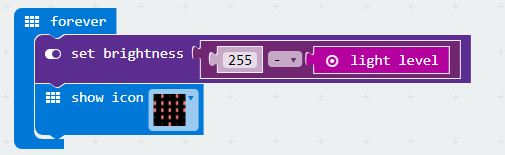 forever
set brightness 255 - light level
show icon